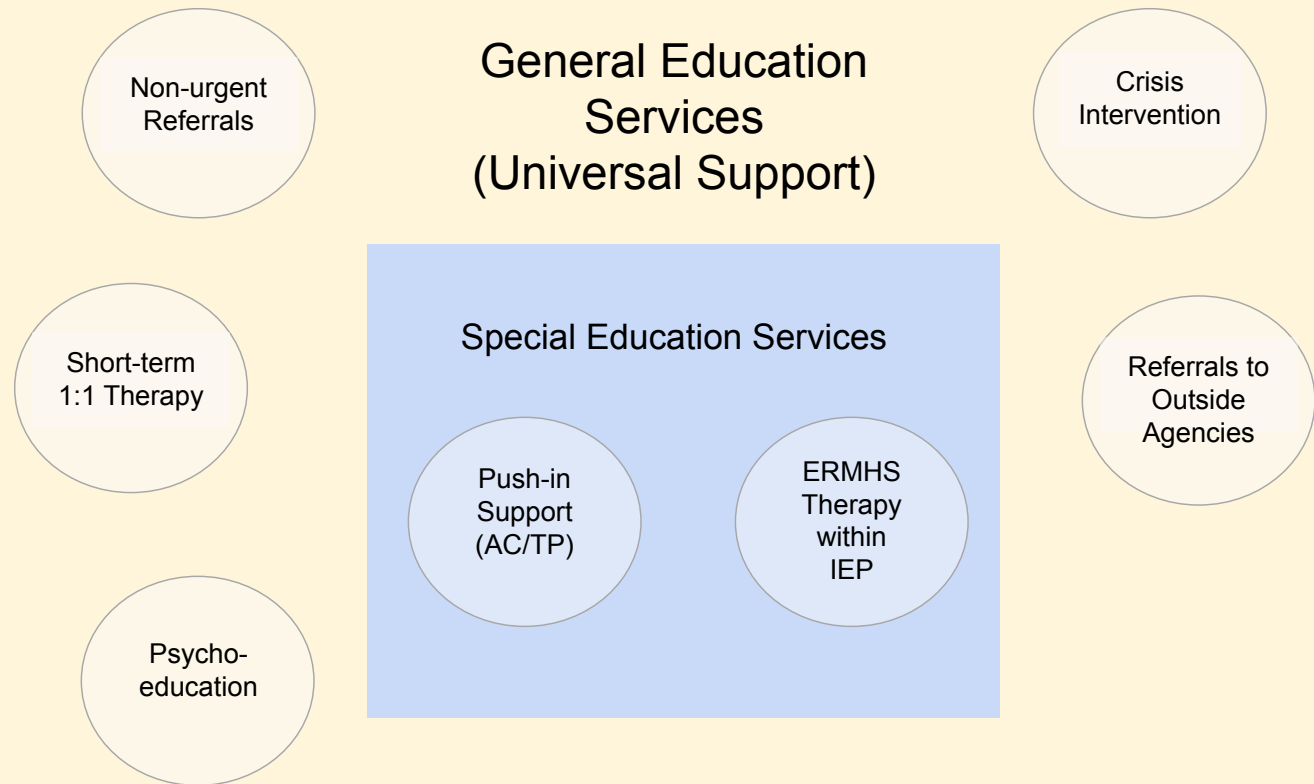 General Education
Services
(Universal Support)
Non-urgent
Referrals
Crisis
Intervention
Short-term
1:1 Therapy
Special Education Services
Referrals to
Outside
Agencies
Push-in
Support
(AC/TP)
ERMHS
Therapy
within
IEP
Psycho-
education